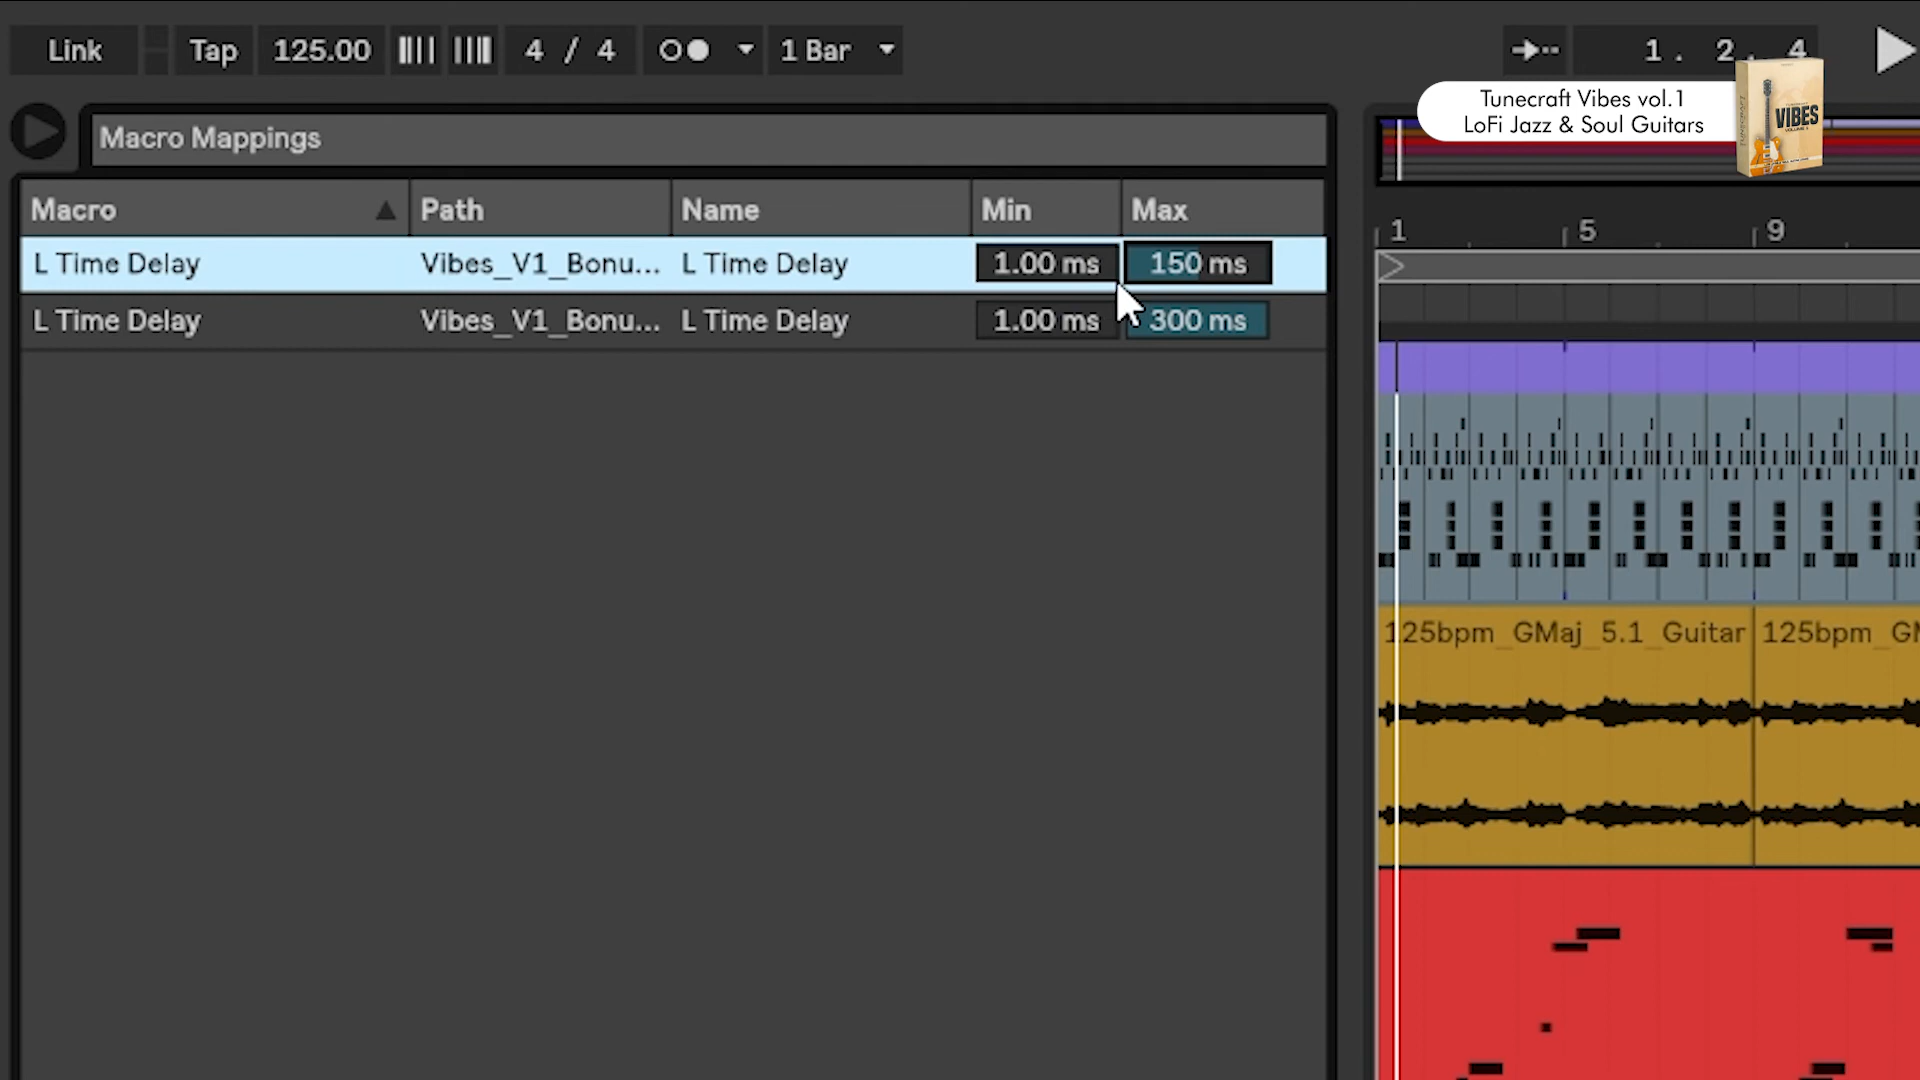 Link Tap 125.00 4 / 4 1 Bar 1. 2. 4
Tunecraft Vibes vol.1
LoFi Jazz & Soul Guitars
VIBES
Macro Mappings
Macro Path Name Min Max
1 5 9
L Time Delay Vibes_V1_Bonu... L Time Delay 1.00 ms 150 ms
L Time Delay Vibes_V1_Bonu... L Time Delay 1.00 ms 300 ms
125bpm_GMaj_5.1_Guitar 125bpm_GM